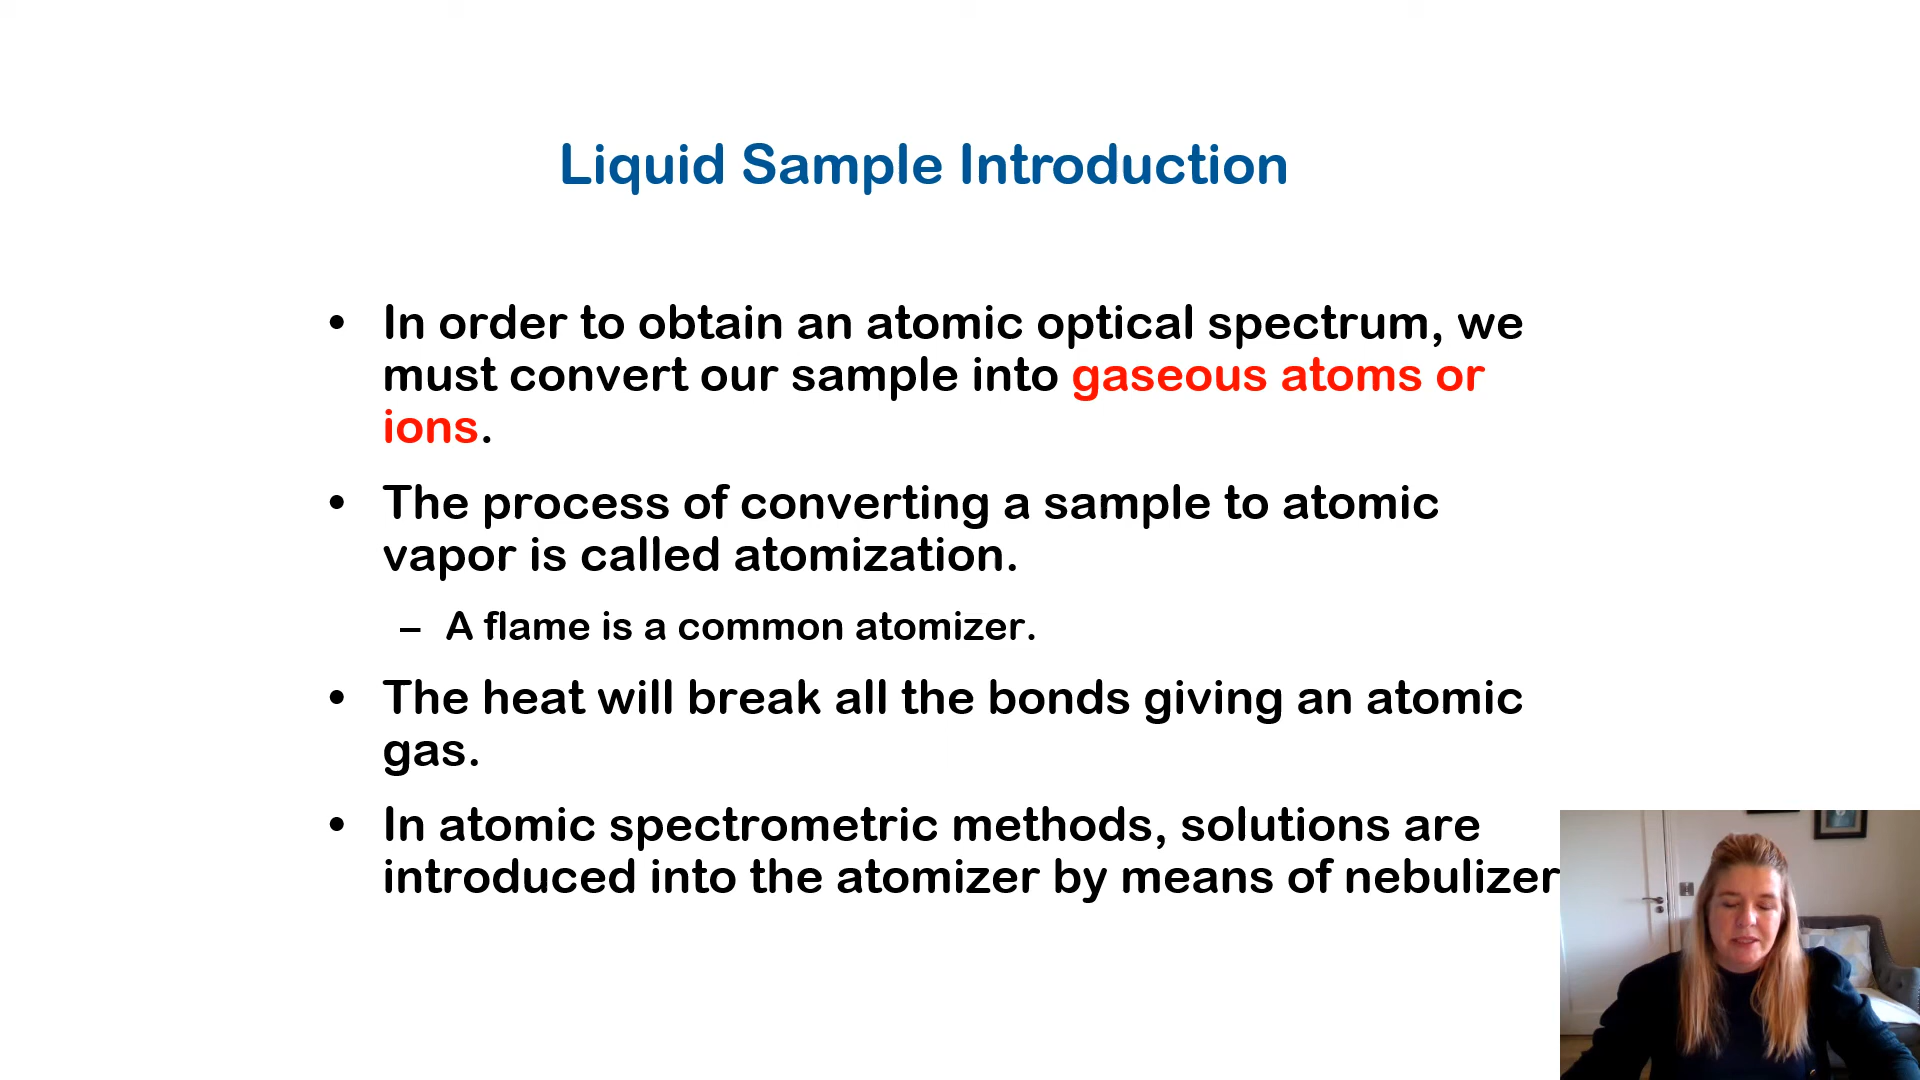 Liquid Sample Introduction
• In order to obtain an atomic optical spectrum, we
must convert our sample into gaseous atoms or
ions.
• The process of converting a sample to atomic
vapor is called atomization.
– A flame is a common atomizer.
• The heat will break all the bonds giving an atomic
gas.
• In atomic spectrometric methods, solutions are
introduced into the atomizer by means of nebulizer